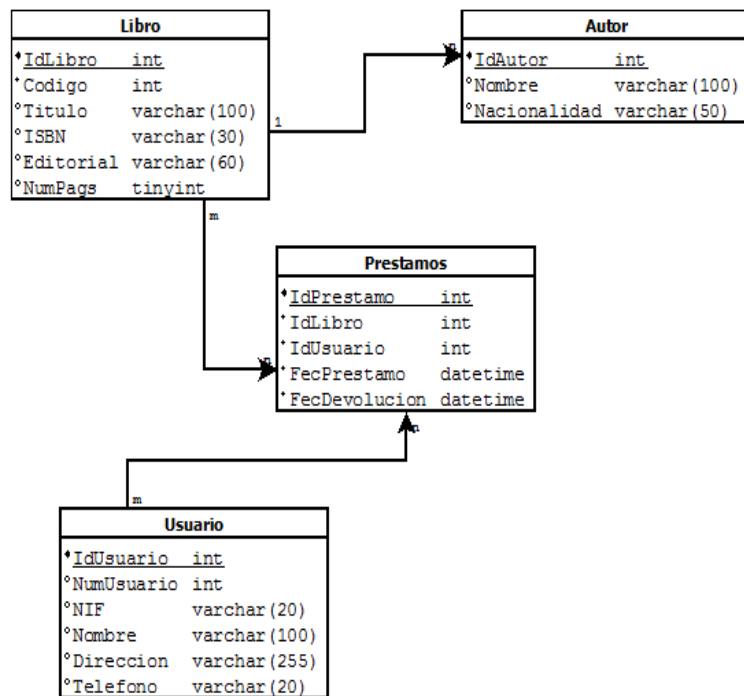 Libro
IdLibro int
Codigo int
Titulo varchar(100)
ISBN varchar(30)
Editorial varchar(60)
NumPags tinyint
1
n
Autor
IdAutor int
Nombre varchar(100)
Nacionalidad varchar(50)
m
n
Prestamos
IdPrestamo int
IdLibro int
IdUsuario int
FecPrestamo datetime
FecDevolucion datetime
n
m
Usuario
IdUsuario int
NumUsuario int
NIF varchar(20)
Nombre varchar(100)
Direccion varchar(255)
Telefono varchar(20)